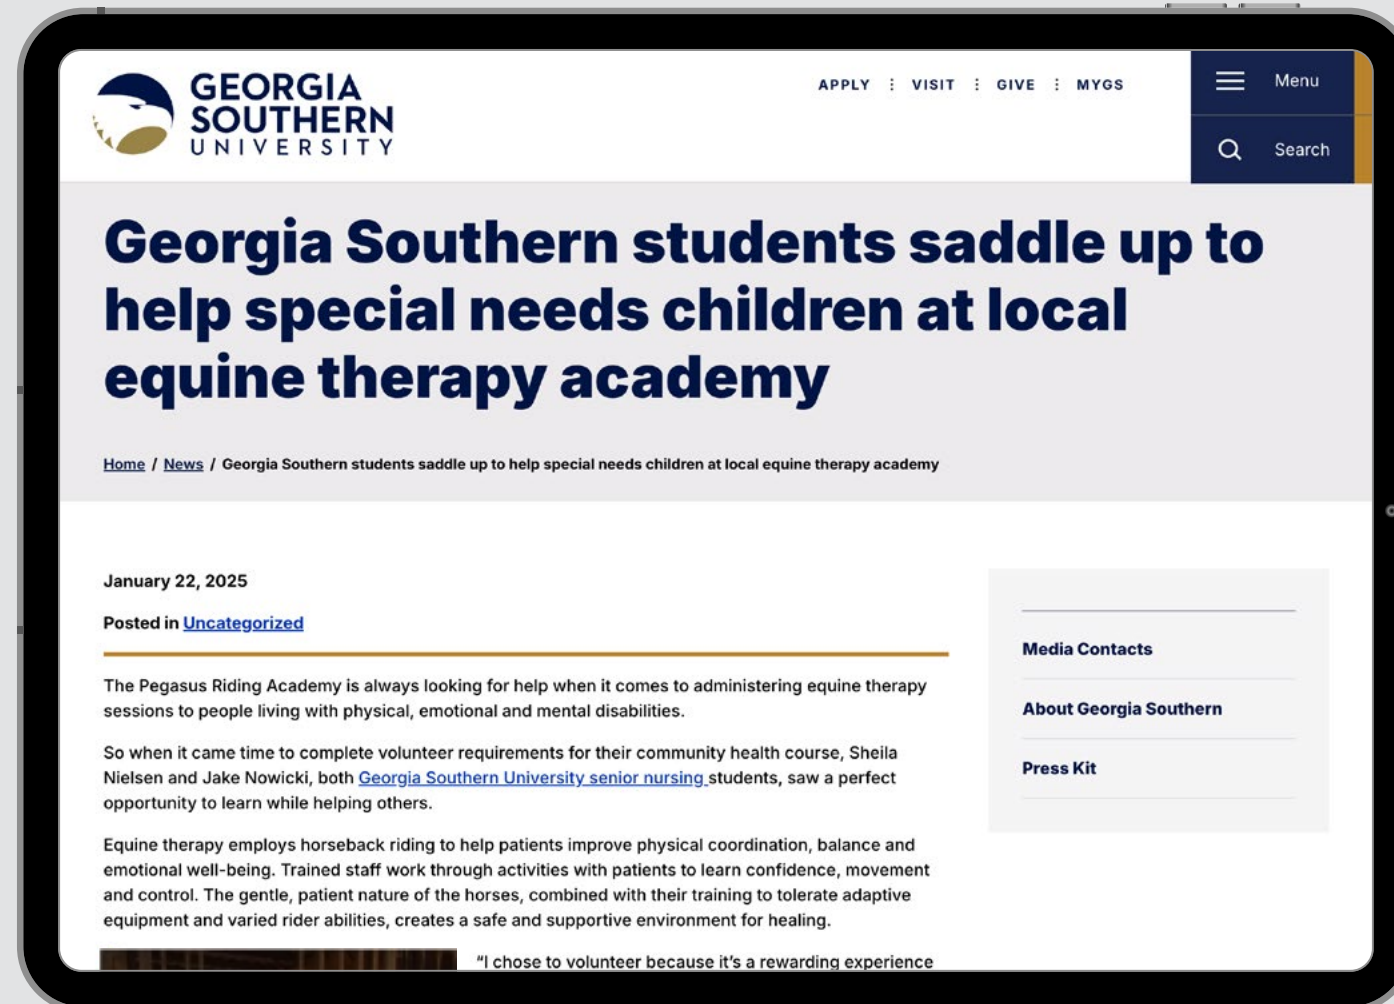 GEORGIA
SOUTHERN
UNIVERSITY
APPLY
VISIT
GIVE
MYGS
Menu
Search
Georgia Southern students saddle up to
help special needs children at local
equine therapy academy
Home / News / Georgia Southern students saddle up to help special needs children at local equine therapy academy
January 22, 2025
Posted in Uncategorized
The Pegasus Riding Academy is always looking for help when it comes to administering equine therapy
sessions to people living with physical, emotional and mental disabilities.
So when it came time to complete volunteer requirements for their community health course, Sheila
Nielsen and Jake Nowicki, both Georgia Southern University senior nursing students, saw a perfect
opportunity to learn while helping others.
Equine therapy employs horseback riding to help patients improve physical coordination, balance and
emotional well-being. Trained staff work through activities with patients to learn confidence, movement
and control. The gentle, patient nature of the horses, combined with their training to tolerate adaptive
equipment and varied rider abilities, creates a safe and supportive environment for healing.
“I chose to volunteer because it’s a rewarding experience
Media Contacts
About Georgia Southern
Press Kit